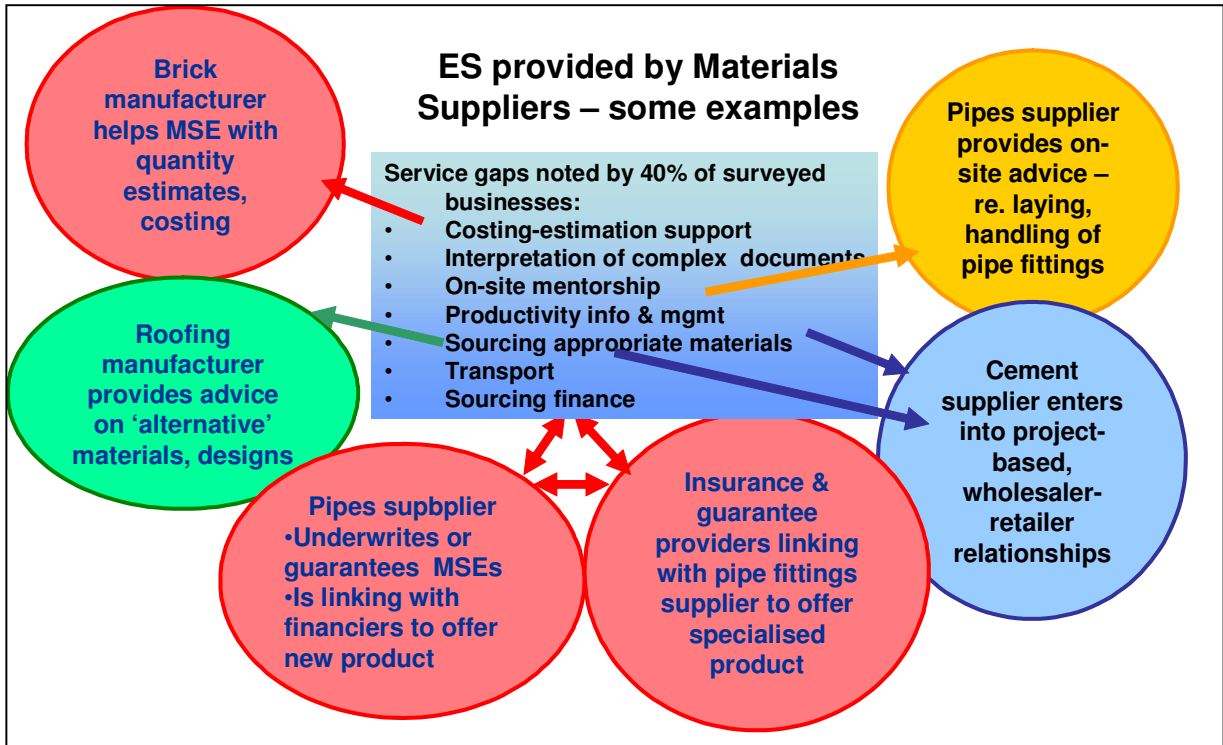 ES provided by Materials
Suppliers – some examples
Brick
manufacturer
helps MSE with
quantity
estimates,
costing
Service gaps noted by 40% of surveyed
businesses:
• Costing-estimation support
• Interpretation of complex documents
• On-site mentorship
• Productivity info & mgmt
• Sourcing appropriate materials
• Transport
• Sourcing finance
Pipes supplier
provides on-
site advice –
re. laying,
handling of
pipe fittings
Roofing
manufacturer
provides advice
on ‘alternative’
materials, designs
Cement
supplier enters
into project-
based,
wholesaler-
retailer
relationships
Pipes supbplier
•Underwrites or
guarantees MSEs
•Is linking with
financiers to offer
new product
Insurance &
guarantee
providers linking
with pipe fittings
supplier to offer
specialised
product